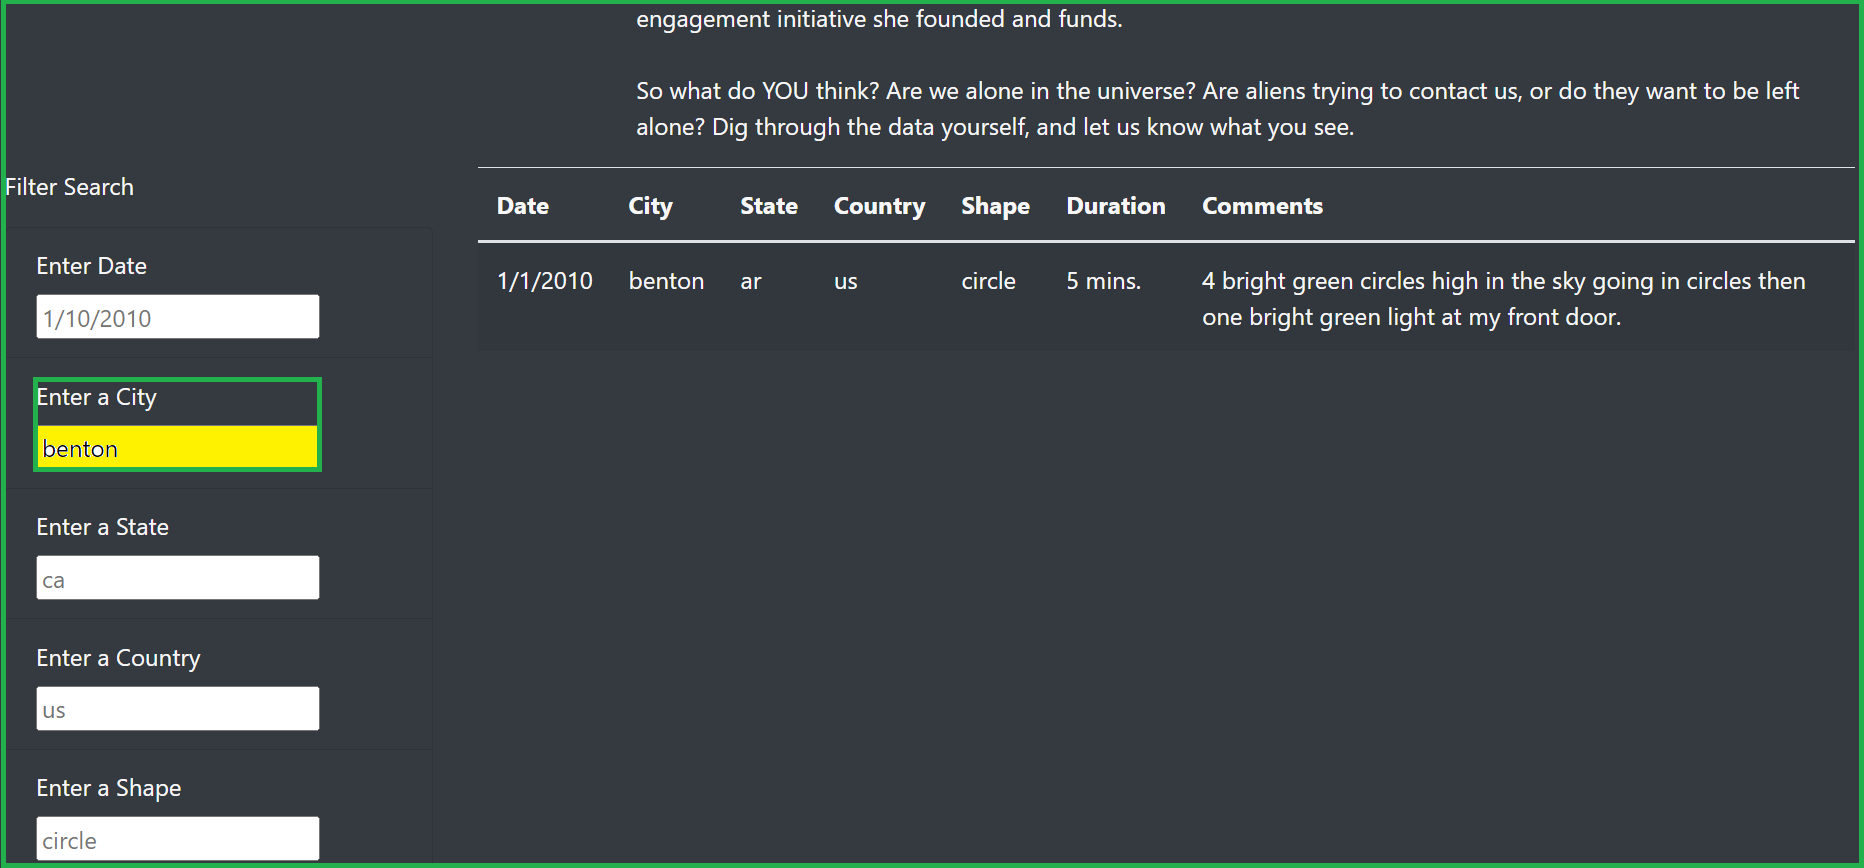 engagement initiative she founded and funds.
So what do YOU think? Are we alone in the universe? Are aliens trying to contact us, or do they want to be left
alone? Dig through the data yourself, and let us know what you see.
Filter Search
Enter Date
1/10/2010
Enter a City
benton
Enter a State
ca
Enter a Country
us
Enter a Shape
circle
Date City State Country Shape Duration Comments
1/1/2010 benton ar us circle 5 mins. 4 bright green circles high in the sky going in circles then
one bright green light at my front door.